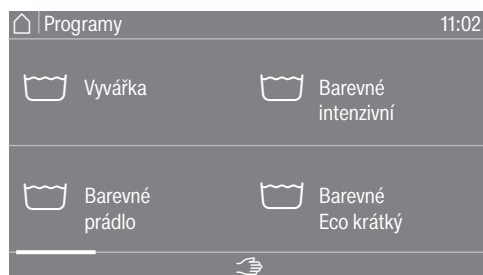 Programy 11:02
Vyvářka
Barevné
intenzivní
Barevné
prádlo
Barevné
Eco krátký